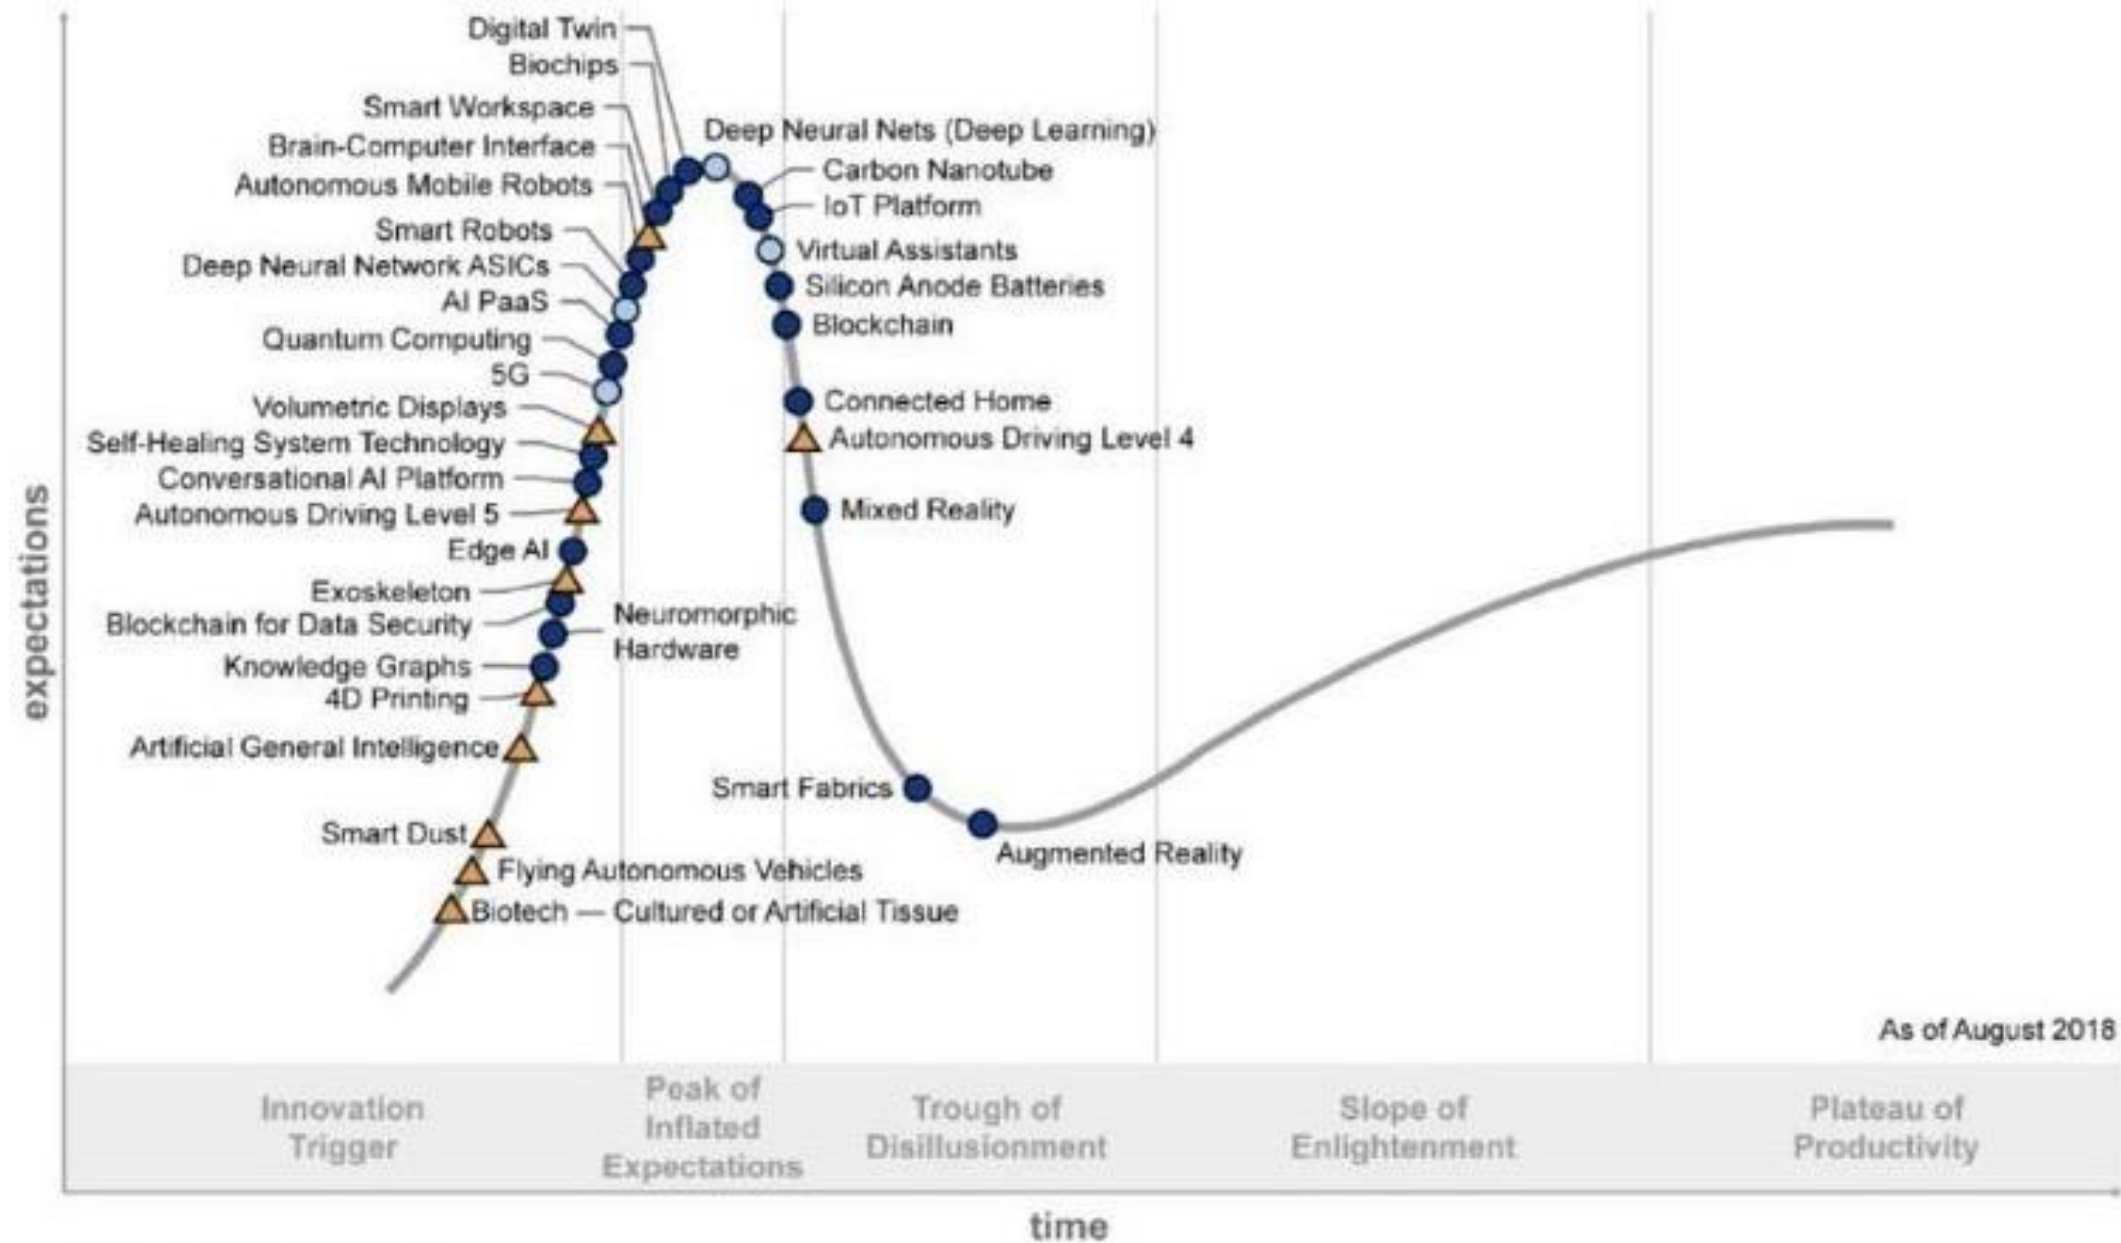 Digital Twin
Biochips
Smart Workspace
Brain-Computer Interface
Autonomous Mobile Robots
Smart Robots
Deep Neural Network ASICs
AI PaaS
Quantum Computing
5G
Volumetric Displays
Self-Healing System Technology
Conversational AI Platform
Autonomous Driving Level 5
Edge AI
Exoskeleton
Blockchain for Data Security
Neuromorphic
Hardware
Knowledge Graphs
4D Printing
Artificial General Intelligence
Smart Dust
Flying Autonomous Vehicles
Biotech — Cultured or Artificial Tissue
Deep Neural Nets (Deep Learning)
Carbon Nanotube
IoT Platform
Virtual Assistants
Silicon Anode Batteries
Blockchain
Connected Home
Autonomous Driving Level 4
Mixed Reality
Smart Fabrics
Augmented Reality
expectations
As of August 2018
Innovation
Trigger
Peak of
Inflated
Expectations
Trough of
Disillusionment
Slope of
Enlightenment
Plateau of
Productivity
time